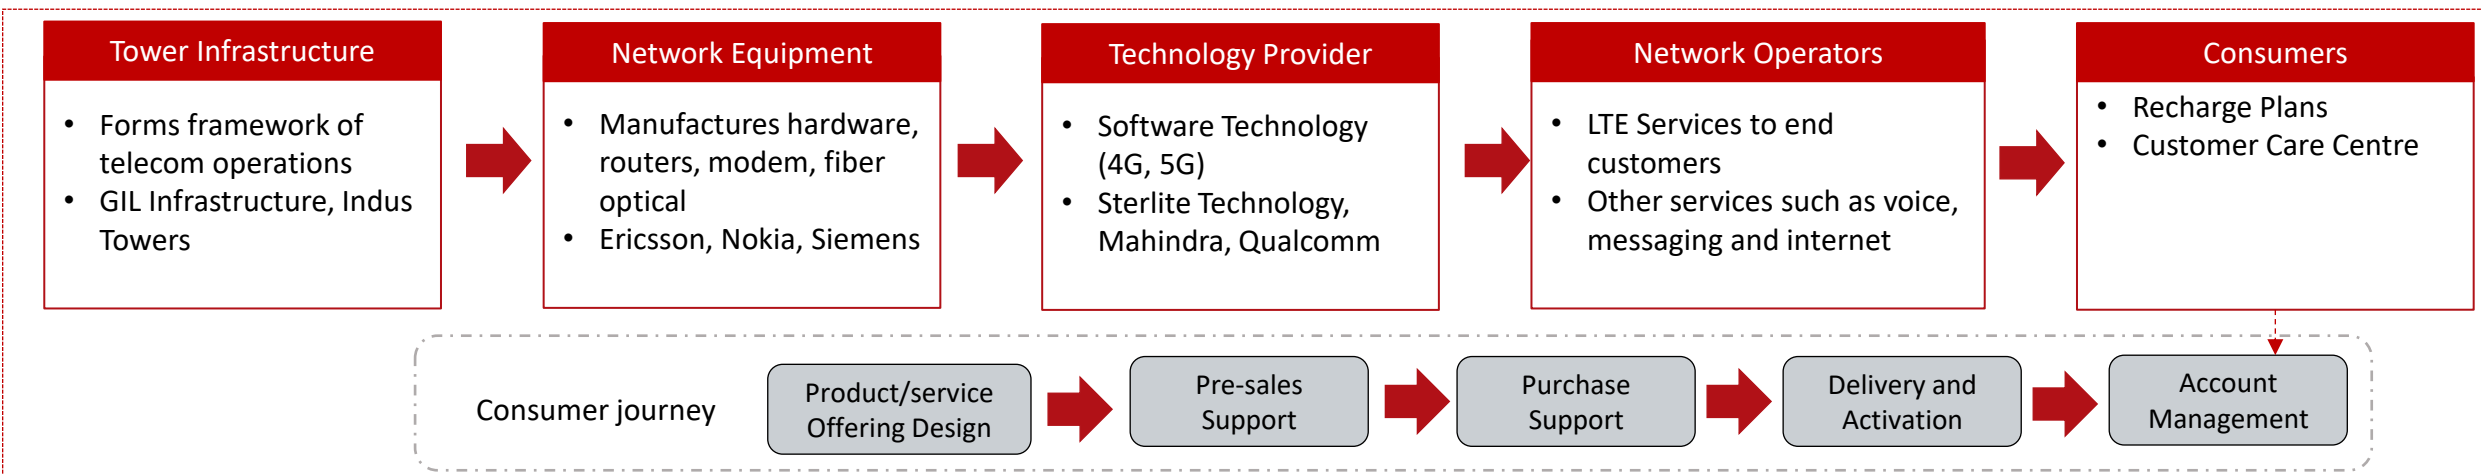 Tower Infrastructure
• Forms framework of
telecom operations
• GIL Infrastructure, Indus
Towers
Network Equipment
• Manufactures hardware,
routers, modem, fiber
optical
• Ericsson, Nokia, Siemens
Technology Provider
• Software Technology
(4G, 5G)
• Sterlite Technology,
Mahindra, Qualcomm
Network Operators
• LTE Services to end
customers
• Other services such as voice,
messaging and internet
Consumers
• Recharge Plans
• Customer Care Centre
Consumer journey
Product/service
Offering Design
Pre-sales
Support
Purchase
Support
Delivery and
Activation
Account
Management